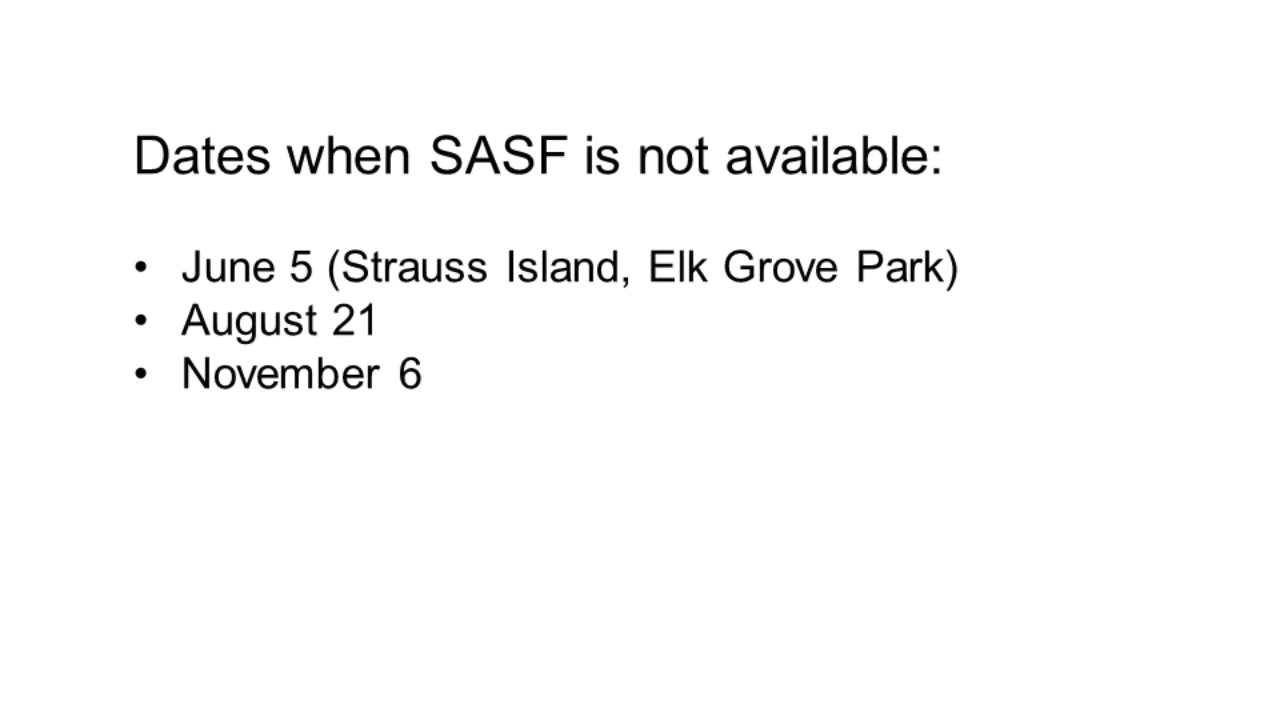 Dates when SASF is not available:
• June 5 (Strauss Island, Elk Grove Park)
• August 21
• November 6